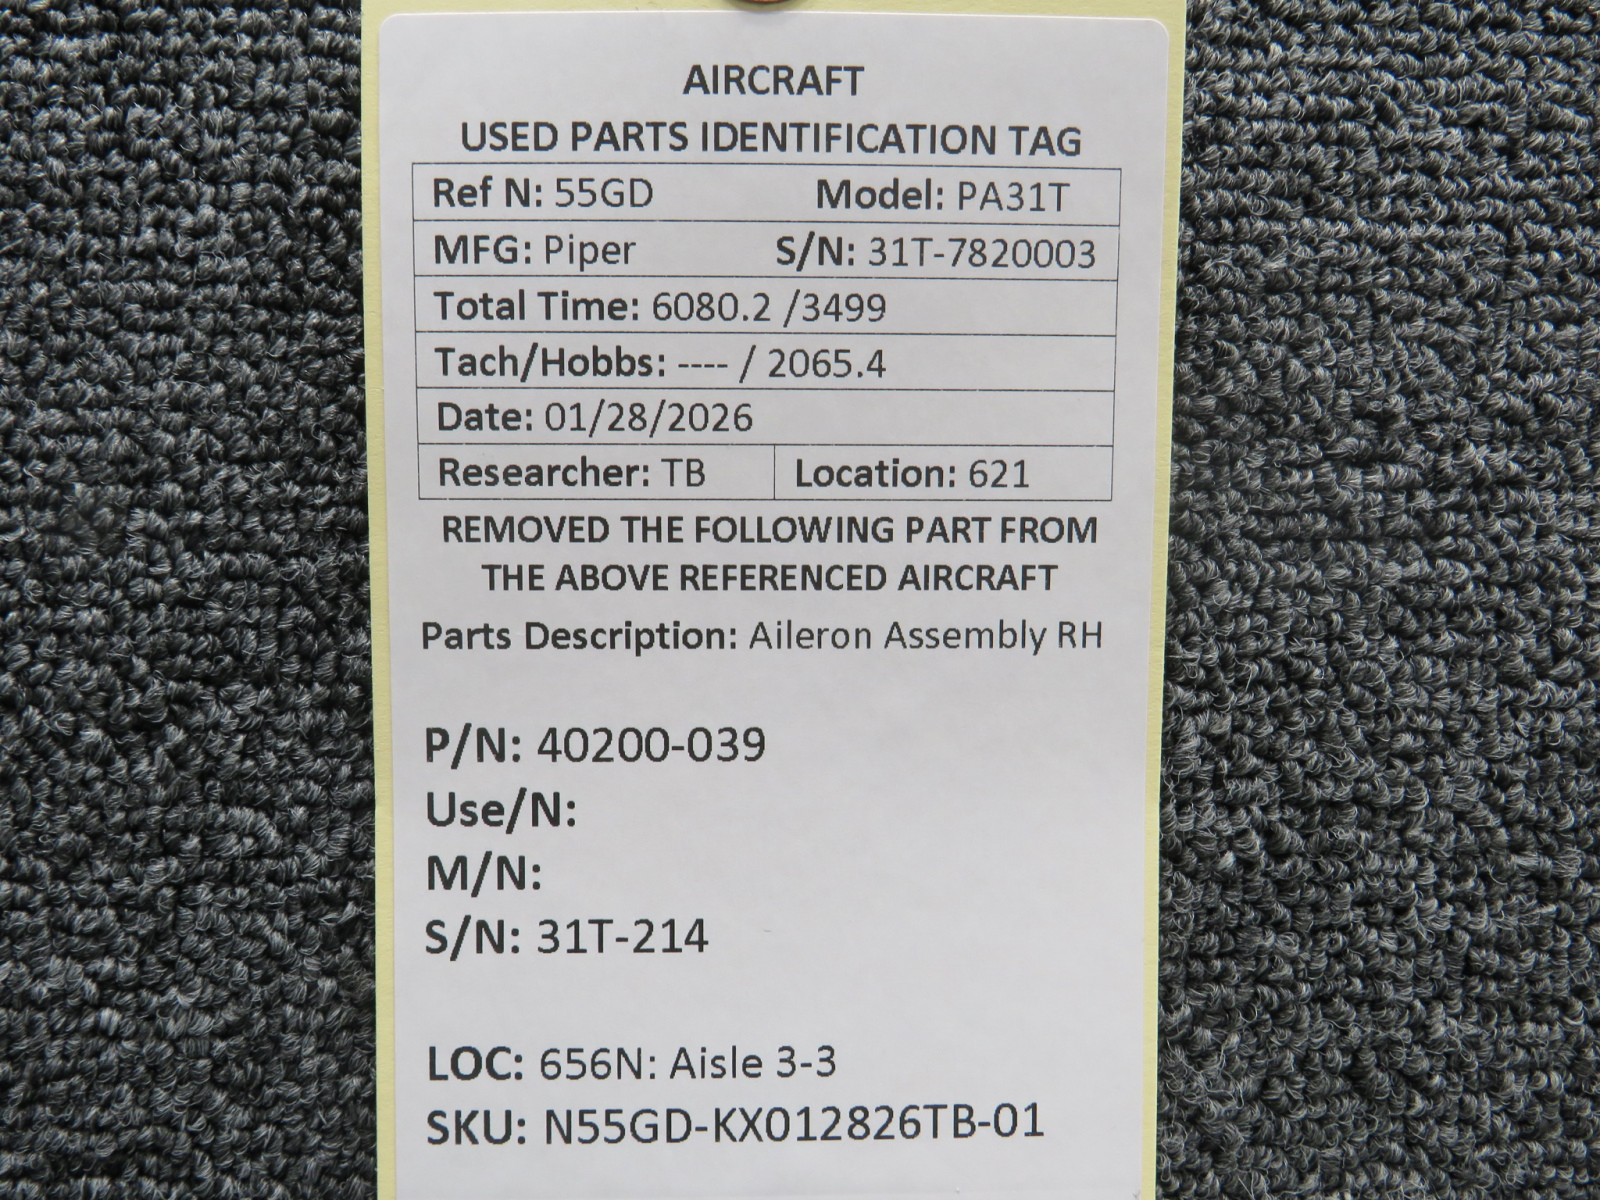 AIRCRAFT
USED PARTS IDENTIFICATION TAG
Ref N: 55GD Model: PA31T
MFG: Piper S/N: 31T-7820003
Total Time: 6080.2 /3499
Tach/Hobbs: ---- / 2065.4
Date: 01/28/2026
Researcher: TB Location: 621
REMOVED THE FOLLOWING PART FROM
THE ABOVE REFERENCED AIRCRAFT
Parts Description: Aileron Assembly RH
P/N: 40200-039
Use/N:
M/N:
S/N: 31T-214
LOC: 656N: Aisle 3-3
SKU: N55GD-KX012826TB-01